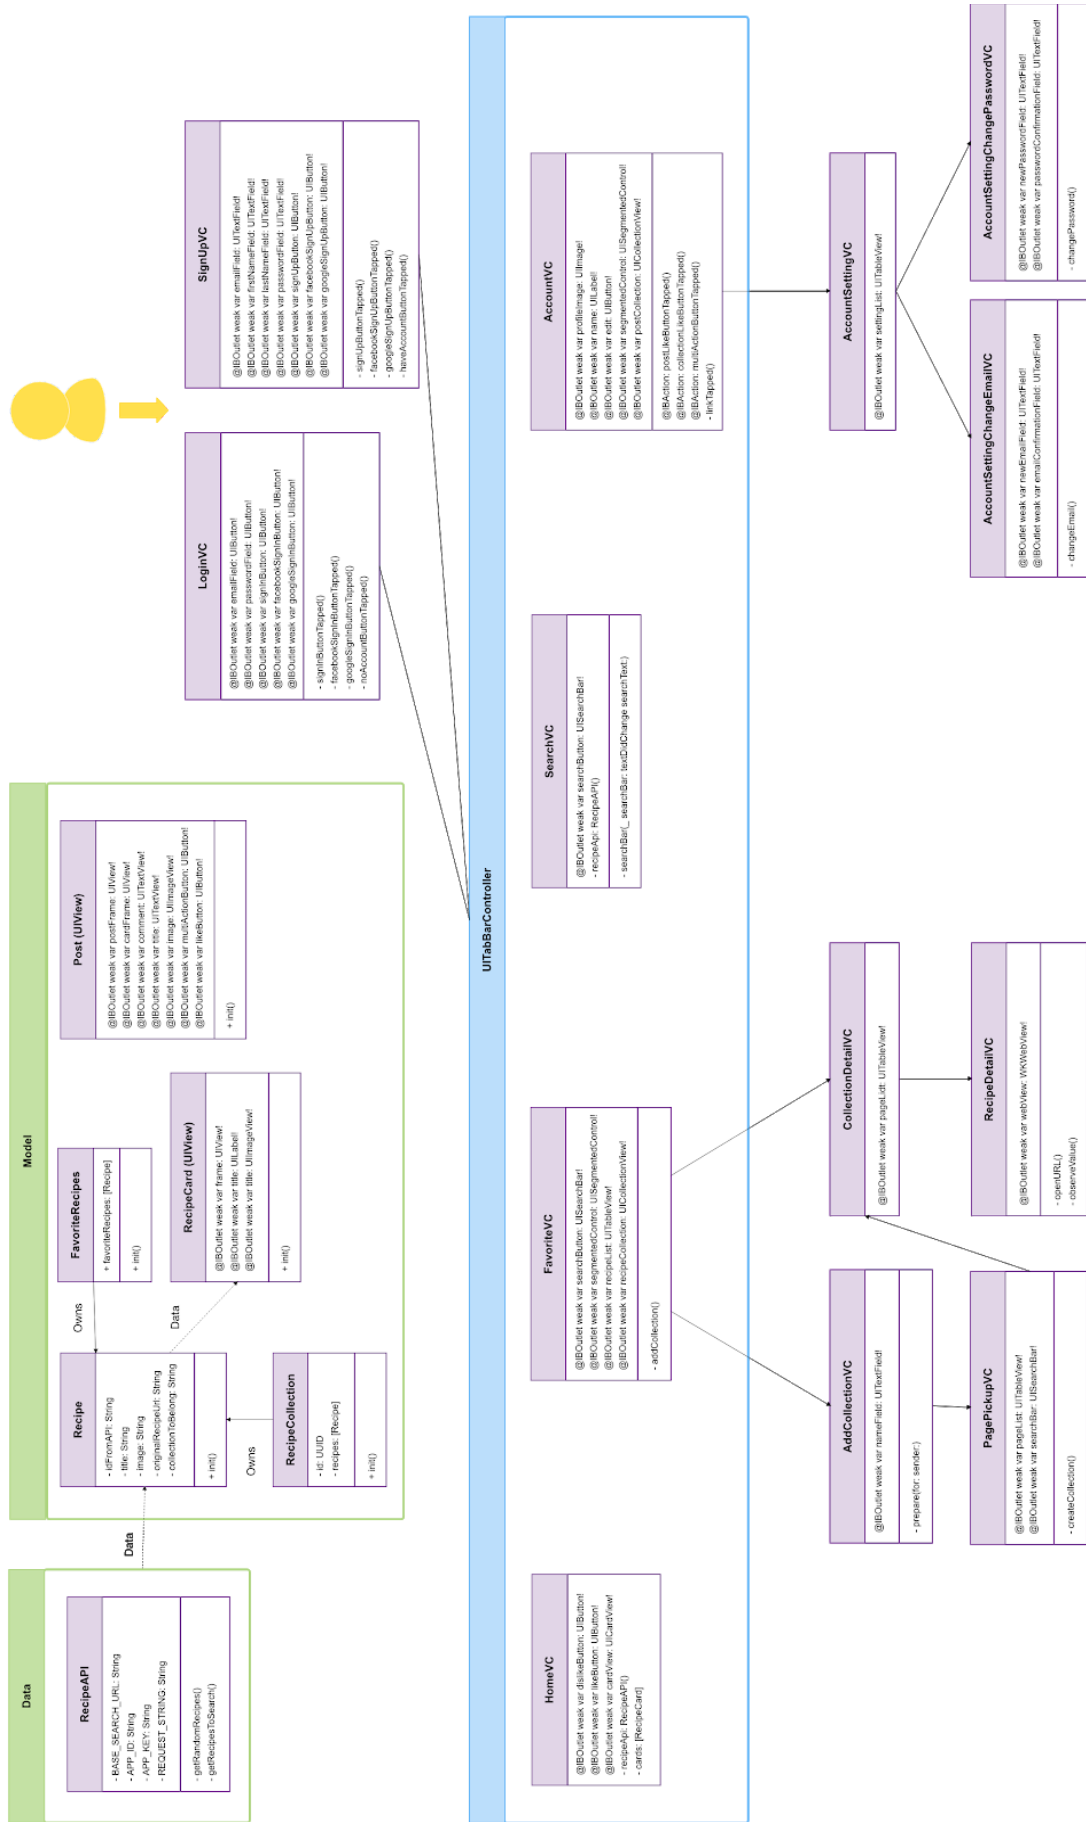 Data
RecipeAPI
- BASE_SEARCH_URL: String
- APP_ID: String
- APP_KEY: String
- REQUEST_STRING: String
- getRandomRecipes()
- getRecipesToSearch()
Data
Model
Recipe
- idFromAPI: String
- title: String
- image: String
- originalRecipeUrl: String
- collectionToBelong: String
+ init()
Owns
FavoriteRecipes
+ favoriteRecipes: [Recipe]
+ init()
Data
Owns
RecipeCollection
- id: UUID
- recipes: [Recipe]
+ init()
RecipeCard (UIView)
@IBOutlet weak var frame: UIView!
@IBOutlet weak var title: UILabel!
@IBOutlet weak var title: UIImageView!
+ init()
Post (UIView)
@IBOutlet weak var postFrame: UIView!
@IBOutlet weak var cardFrame: UIView!
@IBOutlet weak var comment: UITextView!
@IBOutlet weak var title: UITextView!
@IBOutlet weak var image: UIImageView!
@IBOutlet weak var multiActionButton: UIButton!
@IBOutlet weak var likeButton: UIButton!
+ init()
LoginVC
@IBOutlet weak var emailField: UIButton!
@IBOutlet weak var passwordField: UIButton!
@IBOutlet weak var signInButton: UIButton!
@IBOutlet weak var facebookSignInButton: UIButton!
@IBOutlet weak var googleSignInButton: UIButton!
- signInButtonTapped()
- facebookSignInButtonTapped()
- googleSignInButtonTapped()
- noAccountButtonTapped()
SignUpVC
@IBOutlet weak var emailField: UITextField!
@IBOutlet weak var firstNameField: UITextField!
@IBOutlet weak var lastNameField: UITextField!
@IBOutlet weak var passwordField: UITextField!
@IBOutlet weak var signUpButton: UIButton!
@IBOutlet weak var facebookSignUpButton: UIButton!
@IBOutlet weak var googleSignUpButton: UIButton!
- signUpButtonTapped()
- facebookSignUpButtonTapped()
- googleSignUpButtonTapped()
- haveAccountButtonTapped()
UITabBarController
HomeVC
@IBOutlet weak var dislikeButton: UIButton!
@IBOutlet weak var likeButton: UIButton!
@IBOutlet weak var cardView: UICardView!
- recipeApi: RecipeAPI()
- cards: [RecipeCard]
FavoriteVC
@IBOutlet weak var searchButton: UISearchBar!
@IBOutlet weak var segmentedControl: UISegmentedControl!
@IBOutlet weak var recipeList: UITableView!
@IBOutlet weak var recipeCollection: UICollectionView!
- addCollection()
SearchVC
@IBOutlet weak var searchButton: UISearchBar!
- recipeApi: RecipeAPI()
- searchBar(_ searchBar: textDidChange searchText:)
AccountVC
@IBOutlet weak var profileImage: UIImage!
@IBOutlet weak var name: UILabel!
@IBOutlet weak var edit: UIButton!
@IBOutlet weak var segmentedControl: UISegmentedControl!
@IBOutlet weak var postCollection: UICollectionView!
@IBAction: postLikeButtonTapped()
@IBAction: collectionLikeButtonTapped()
@IBAction: multiActionButtonTapped()
- linkTapped()
AddCollectionVC
@IBOutlet weak var nameField: UITextField!
- prepare(for: sender:)
CollectionDetailVC
@IBOutlet weak var pageLidt: UITableView!
AccountSettingVC
@IBOutlet weak var settingList: UITableView!
PagePickupVC
@IBOutlet weak var pageList: UITableView!
@IBOutlet weak var searchBar: UISearchBar!
- createCollection()
RecipeDetailVC
@IBOutlet weak var webView: WKWebView!
- openURL()
- observeValue()
AccountSettingChangeEmailVC
@IBOutlet weak var newEmailField: UITextField!
@IBOutlet weak var emailConfirmationField: UITextField!
- changeEmail()
AccountSettingChangePasswordVC
@IBOutlet weak var newPasswordField: UITextField!
@IBOutlet weak var passwordConfirmationField: UITextField!
- changePassword()